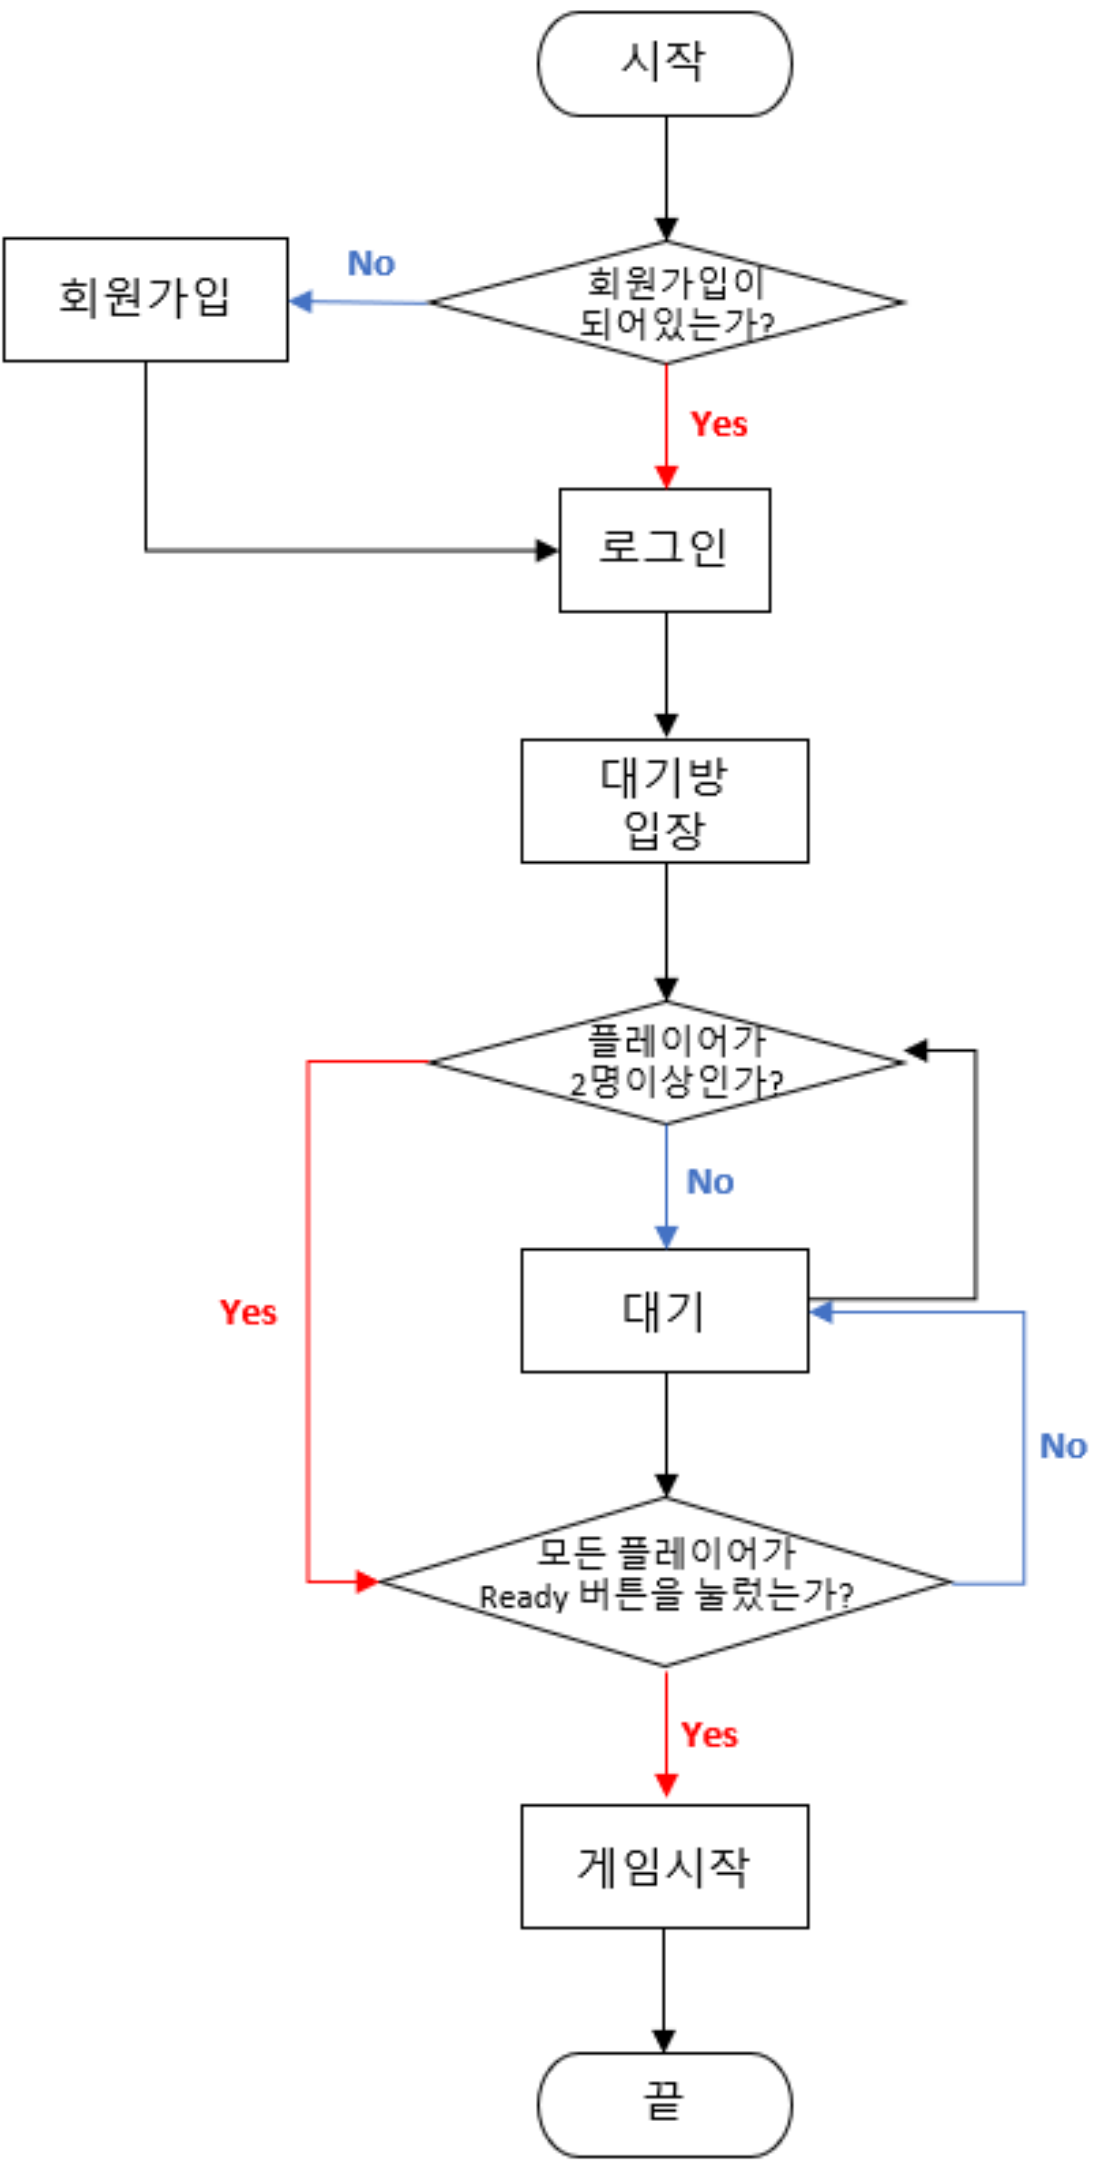 시작
회원가입이
되어있는가?
No
회원가입
Yes
로그인
대기방
입장
플레이어가
2명이상인가?
No
Yes
대기
No
모든 플레이어가
Ready 버튼을 눌렀는가?
Yes
게임시작
끝